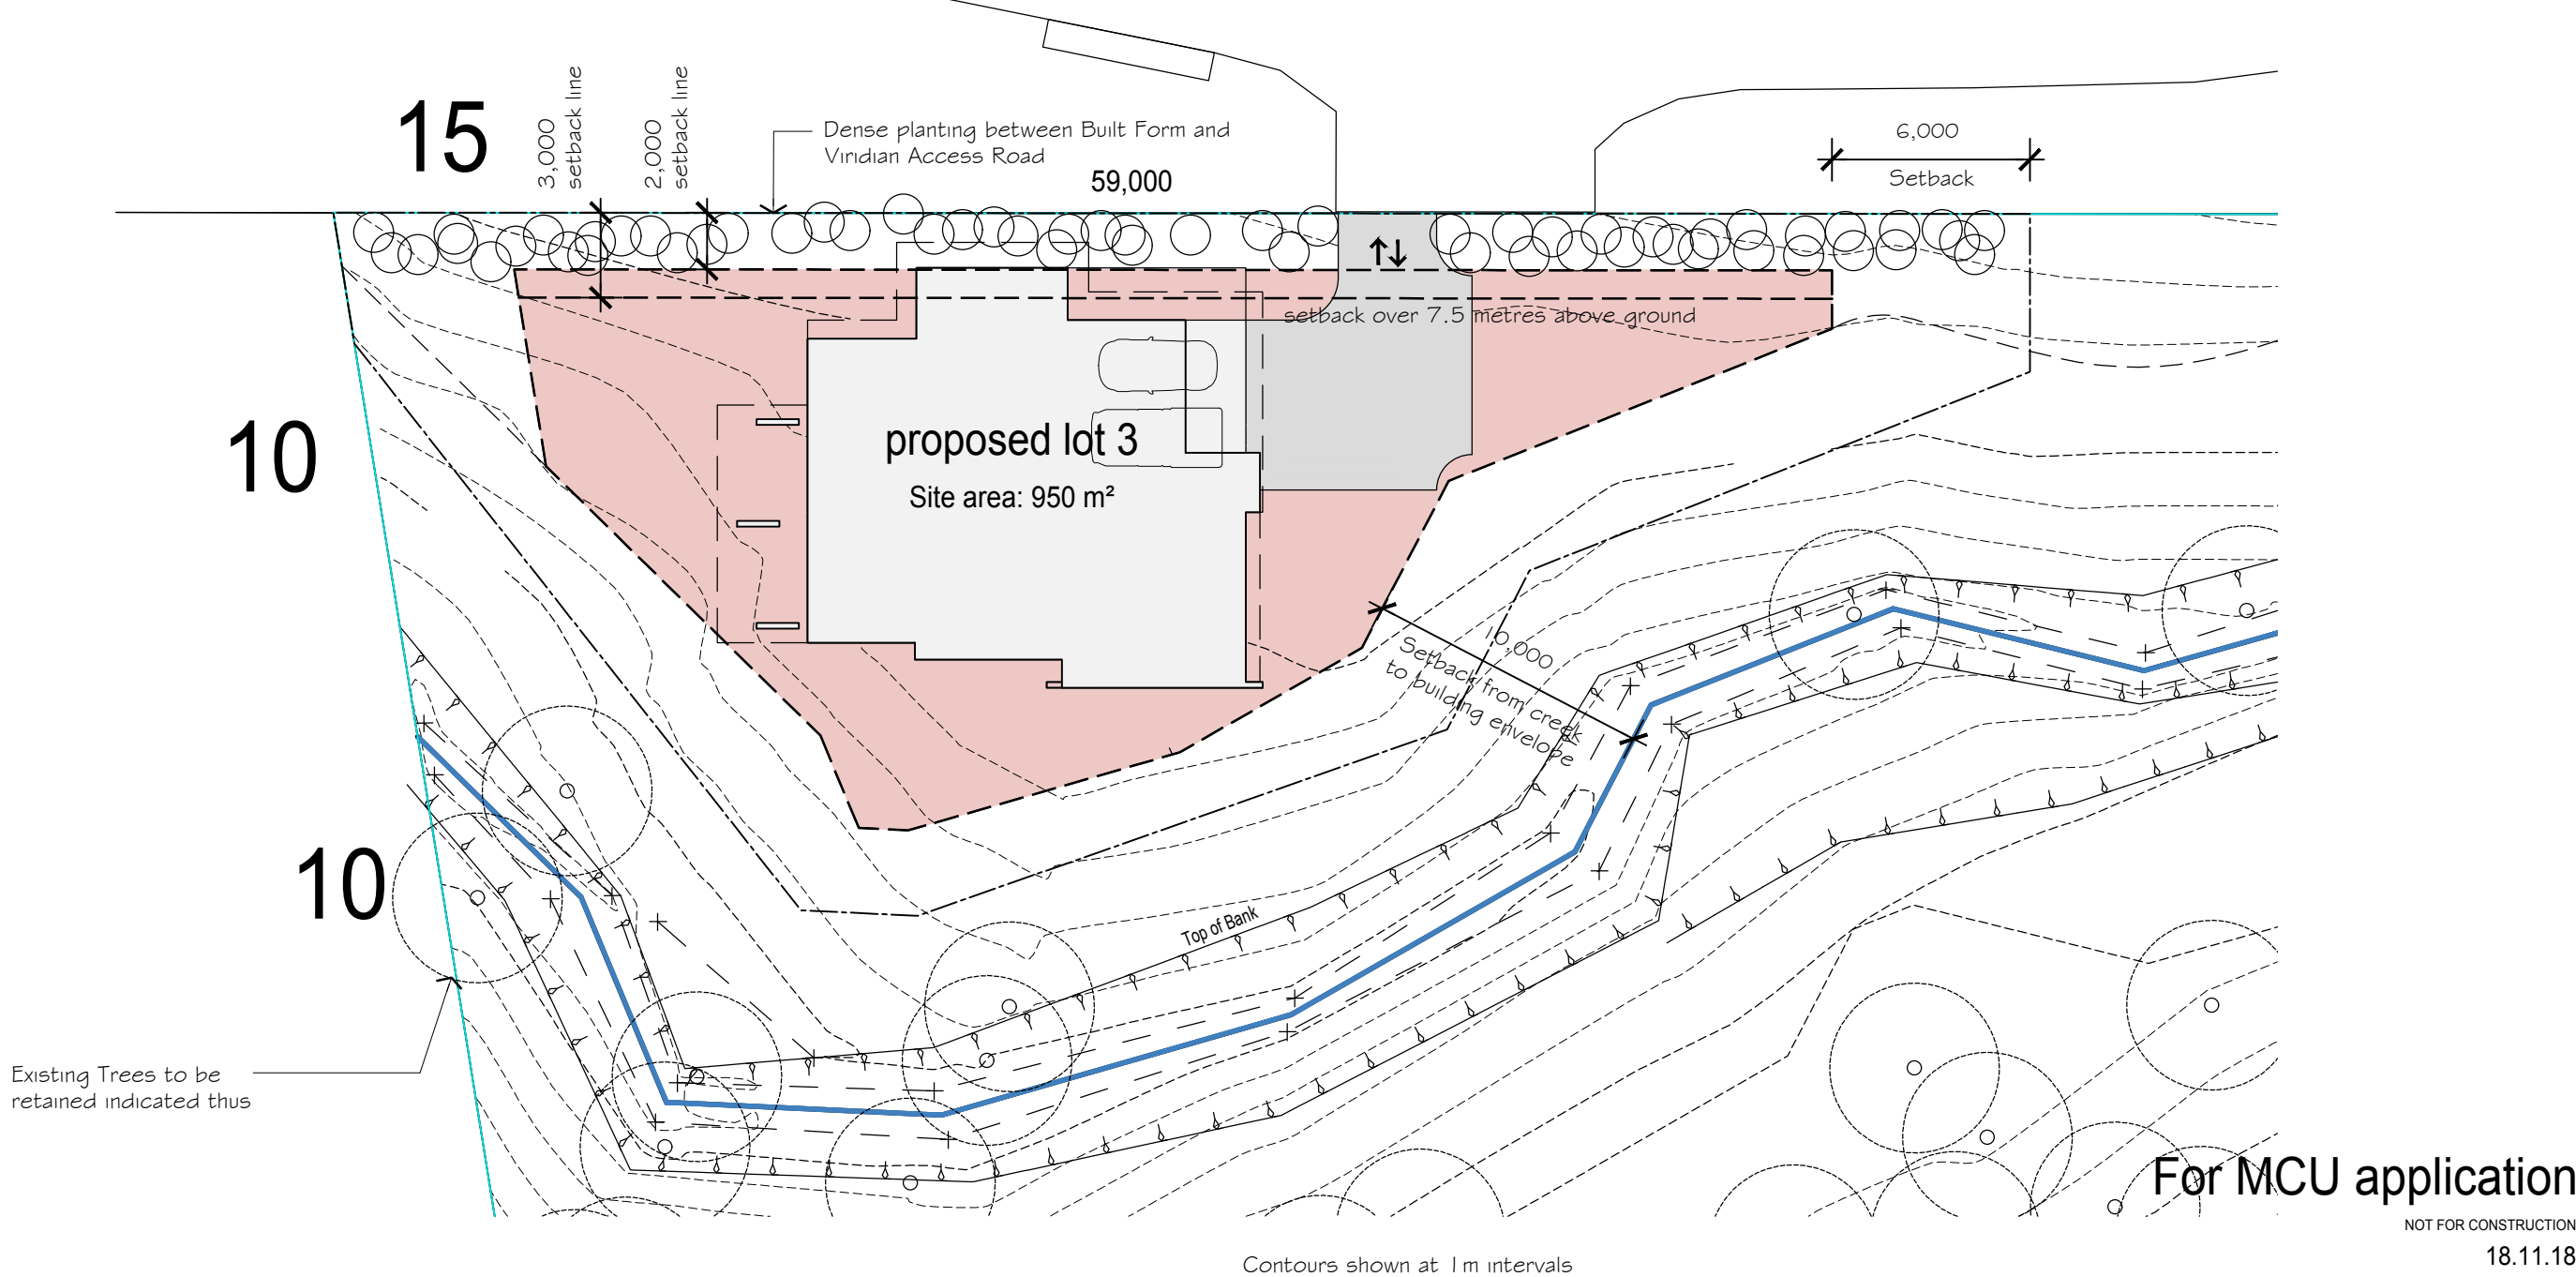 15
3,000
setback line
2,000
setback line
Dense planting between Built Form and
Viridian Access Road
59,000
6,000
Setback
setback over 7.5 metres above ground
10
proposed lot 3
Site area: 950 m²
10,000
Setback from creek
to building envelope
10
Top of Bank
Existing Trees to be
retained indicated thus
For MCU application
NOT FOR CONSTRUCTION
18.11.18
Contours shown at 1m intervals